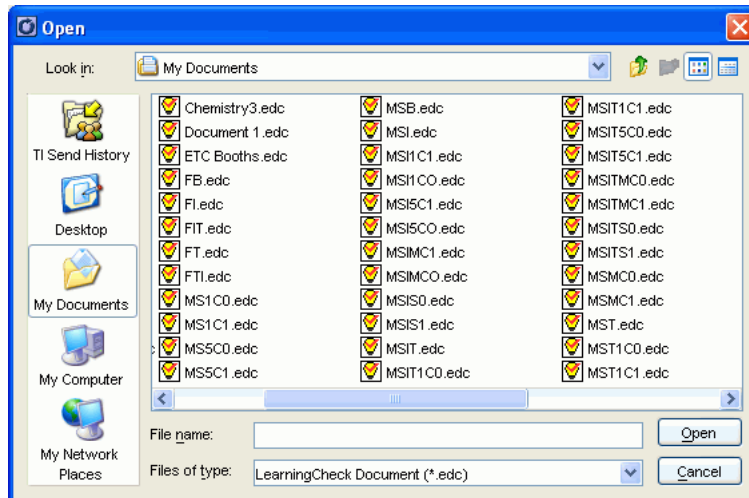 Open
Look in:
My Documents
TI Send History
Desktop
My Documents
My Computer
My Network
Places
Chemistry3.edc
Document 1.edc
ETC Booths.edc
FB.edc
FI.edc
FIT.edc
FT.edc
FTI.edc
MS1C0.edc
MS1C1.edc
MS5C0.edc
MS5C1.edc
MSB.edc
MSI.edc
MSI1C1.edc
MSI1CO.edc
MSI5C1.edc
MSI5CO.edc
MSIMC1.edc
MSIMCO.edc
MSIS0.edc
MSIS1.edc
MSIT.edc
MSIT1C0.edc
MSIT1C1.edc
MSIT5C0.edc
MSIT5C1.edc
MSITMC0.edc
MSITMC1.edc
MSITS0.edc
MSITS1.edc
MSMC0.edc
MSMC1.edc
MST.edc
MST1C0.edc
MST1C1.edc
File name:
Open
Files of type:
LearningCheck Document (*.edc)
Cancel